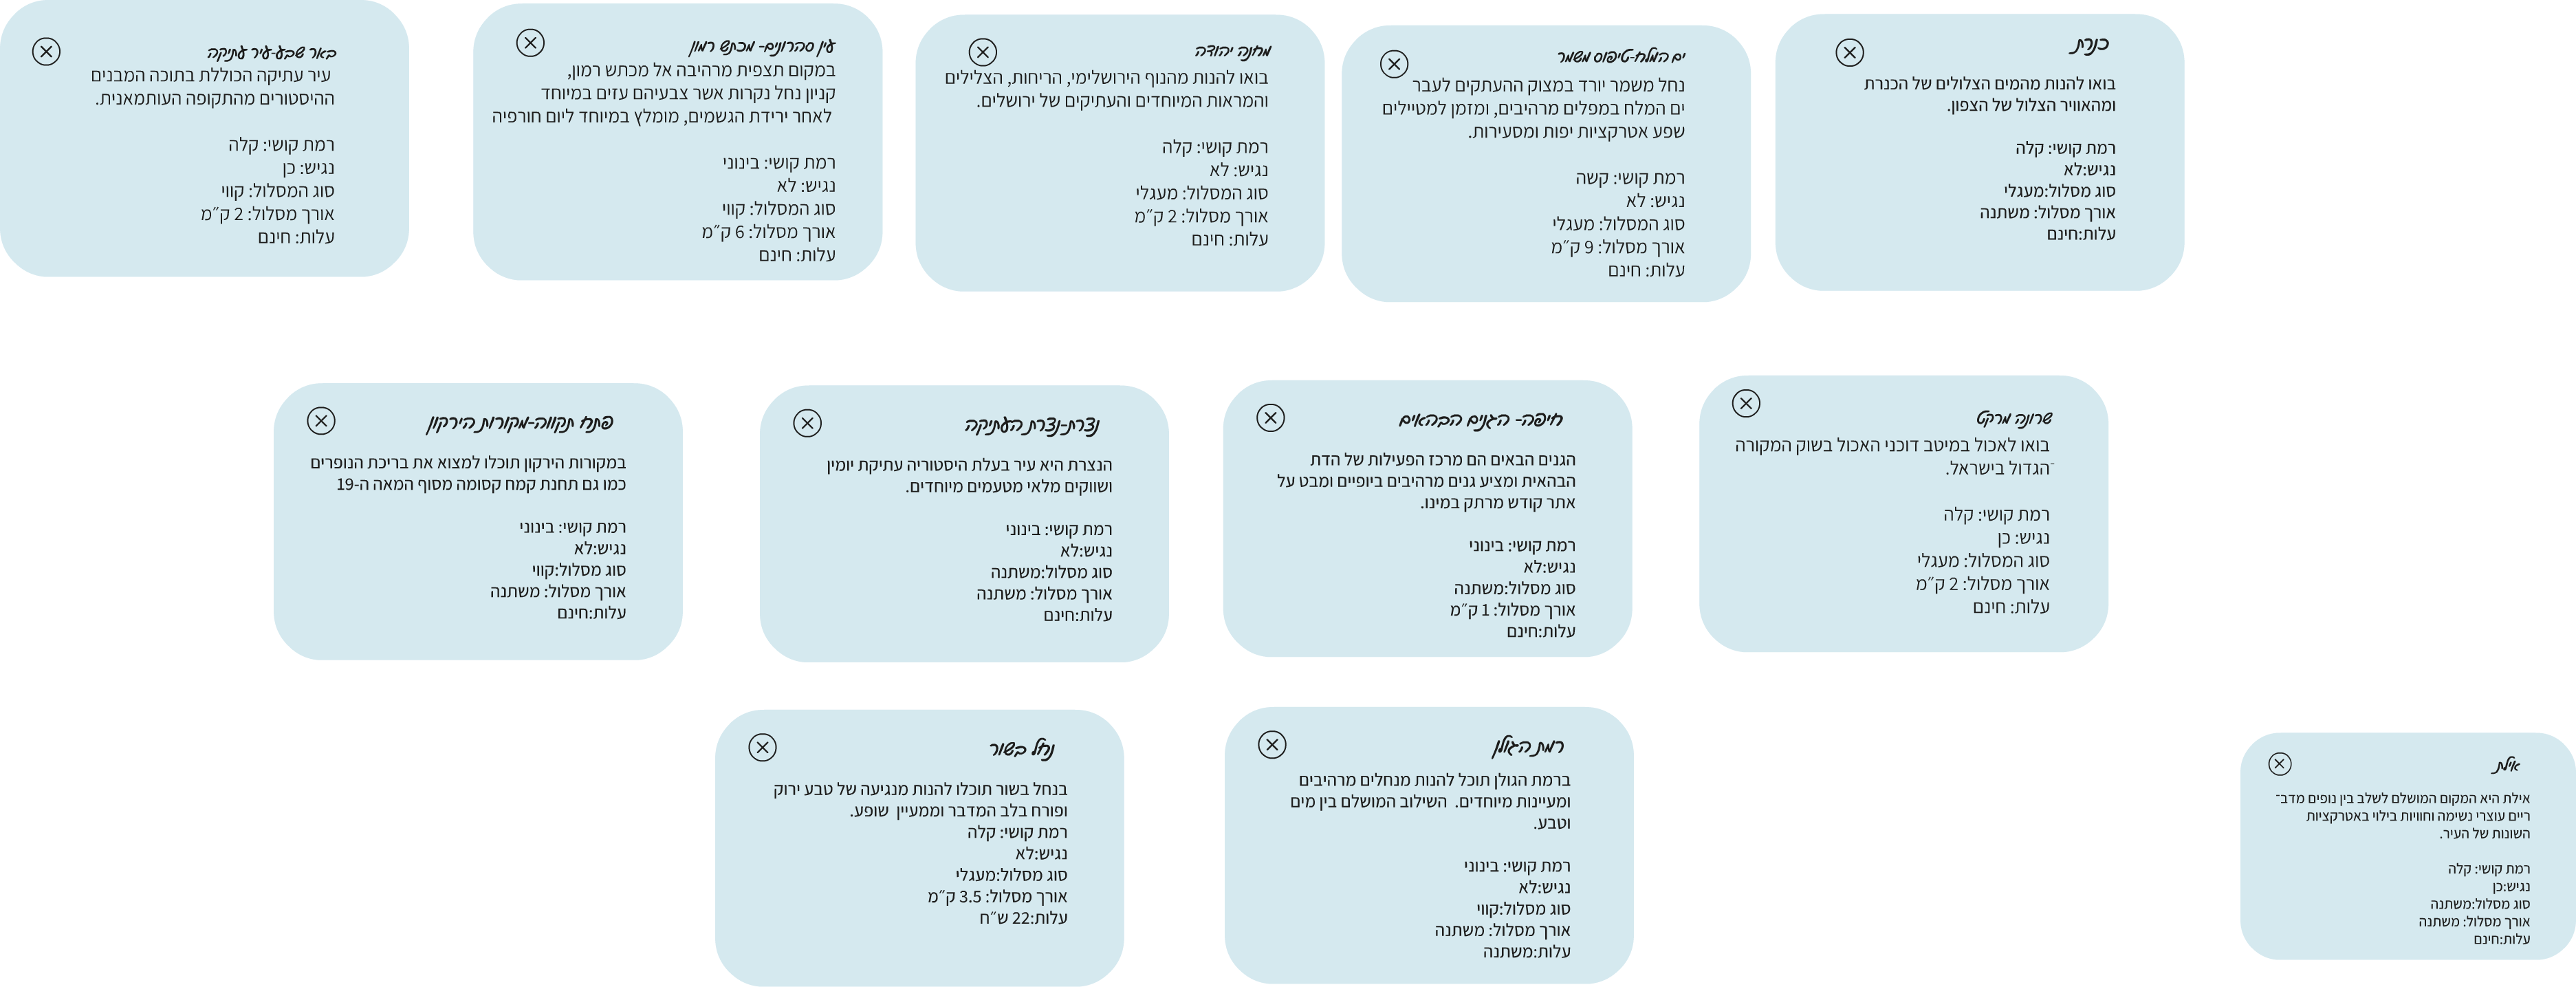 כנרת
בואו להנות מהמים הצלולים של הכנרת
ומהאוויר הצלול של הצפון.
רמת קושי: קלה
נגיש:לא
סוג מסלול:מעגלי
אורך מסלול: משתנה
עלות:חינם
ים המלח-טיפוס משמר
נחל משמר יורד במצוק ההעתקים לעבר
ים המלח במפלים מרהיבים, ומזמן למטיילים
שפע אטרקציות יפות ומסעירות.
רמת קושי: קשה
נגיש: לא
סוג המסלול: מעגלי
אורך מסלול: 9 ק״מ
עלות: חינם
מחנה יהודה
בואו להנות מהנוף הירושלימי, הריחות, הצלילים
והמראות המיוחדים והעתיקים של ירושלים.
רמת קושי: קלה
נגיש: לא
סוג המסלול: מעגלי
אורך מסלול: 2 ק״מ
עלות: חינם
עין סהרונים- מכתש רמון
במקום תצפית מרהיבה אל מכתש רמון,
קניון נחל נקרות אשר צבעיהם עזים במיוחד
לאחר ירידת הגשמים, מומלץ במיוחד ליום חורפיה
רמת קושי: בינוני
נגיש: לא
סוג המסלול: קווי
אורך מסלול: 6 ק״מ
עלות: חינם
באר שבע-עיר עתיקה
עיר עתיקה הכוללת בתוכה המבנים
ההיסטורים מהתקופה העותמאנית.
רמת קושי: קלה
נגיש: כן
סוג המסלול: קווי
אורך מסלול: 2 ק״מ
עלות: חינם
שרונה מרקט
בואו לאכול במיטב דוכני האכול בשוק המקורה
־הגדול בישראל.
רמת קושי: קלה
נגיש: כן
סוג המסלול: מעגלי
אורך מסלול: 2 ק״מ
עלות: חינם
חיפה- הגנים הבהאים
הגנים הבאים הם מרכז הפעילות של הדת
הבהאית ומציע גנים מרהיבים ביופיים ומבט על
אתר קודש מרתק במינו.
רמת קושי: בינוני
נגיש:לא
סוג מסלול:משתנה
אורך מסלול: 1 ק״מ
עלות:חינם
נצרת-נצרת העתיקה
הנצרת היא עיר בעלת היסטוריה עתיקת יומין
ושווקים מלאי מטעמים מיוחדים.
רמת קושי: בינוני
נגיש:לא
סוג מסלול:משתנה
אורך מסלול: משתנה
עלות:חינם
פתח תקווה-מקורות הירקון
במקורות הירקון תוכלו למצוא את בריכת הנופרים
כמו גם תחנת קמח קסומה מסוף המאה ה-19
רמת קושי: בינוני
נגיש:לא
סוג מסלול:קווי
אורך מסלול: משתנה
עלות:חינם
אילת
אילת היא המקום המושלם לשלב בין נופים מדב־
ריים עוצרי נשימה וחוויות בילוי באטרקציות
השונות של העיר.
רמת קושי: קלה
נגיש:כן
סוג מסלול:משתנה
אורך מסלול: משתנה
עלות:חינם
רמת הגולן
ברמת הגולן תוכל להנות מנחלים מרהיבים
ומעיינות מיוחדים. השילוב המושלם בין מים
וטבע.
רמת קושי: בינוני
נגיש:לא
סוג מסלול:קווי
אורך מסלול: משתנה
עלות:משתנה
נחל בשור
בנחל בשור תוכלו להנות מנגיעה של טבע ירוק
ופורח בלב המדבר וממעיין שופע.
רמת קושי: קלה
נגיש:לא
סוג מסלול:מעגלי
אורך מסלול: 3.5 ק״מ
עלות:22 ש״ח